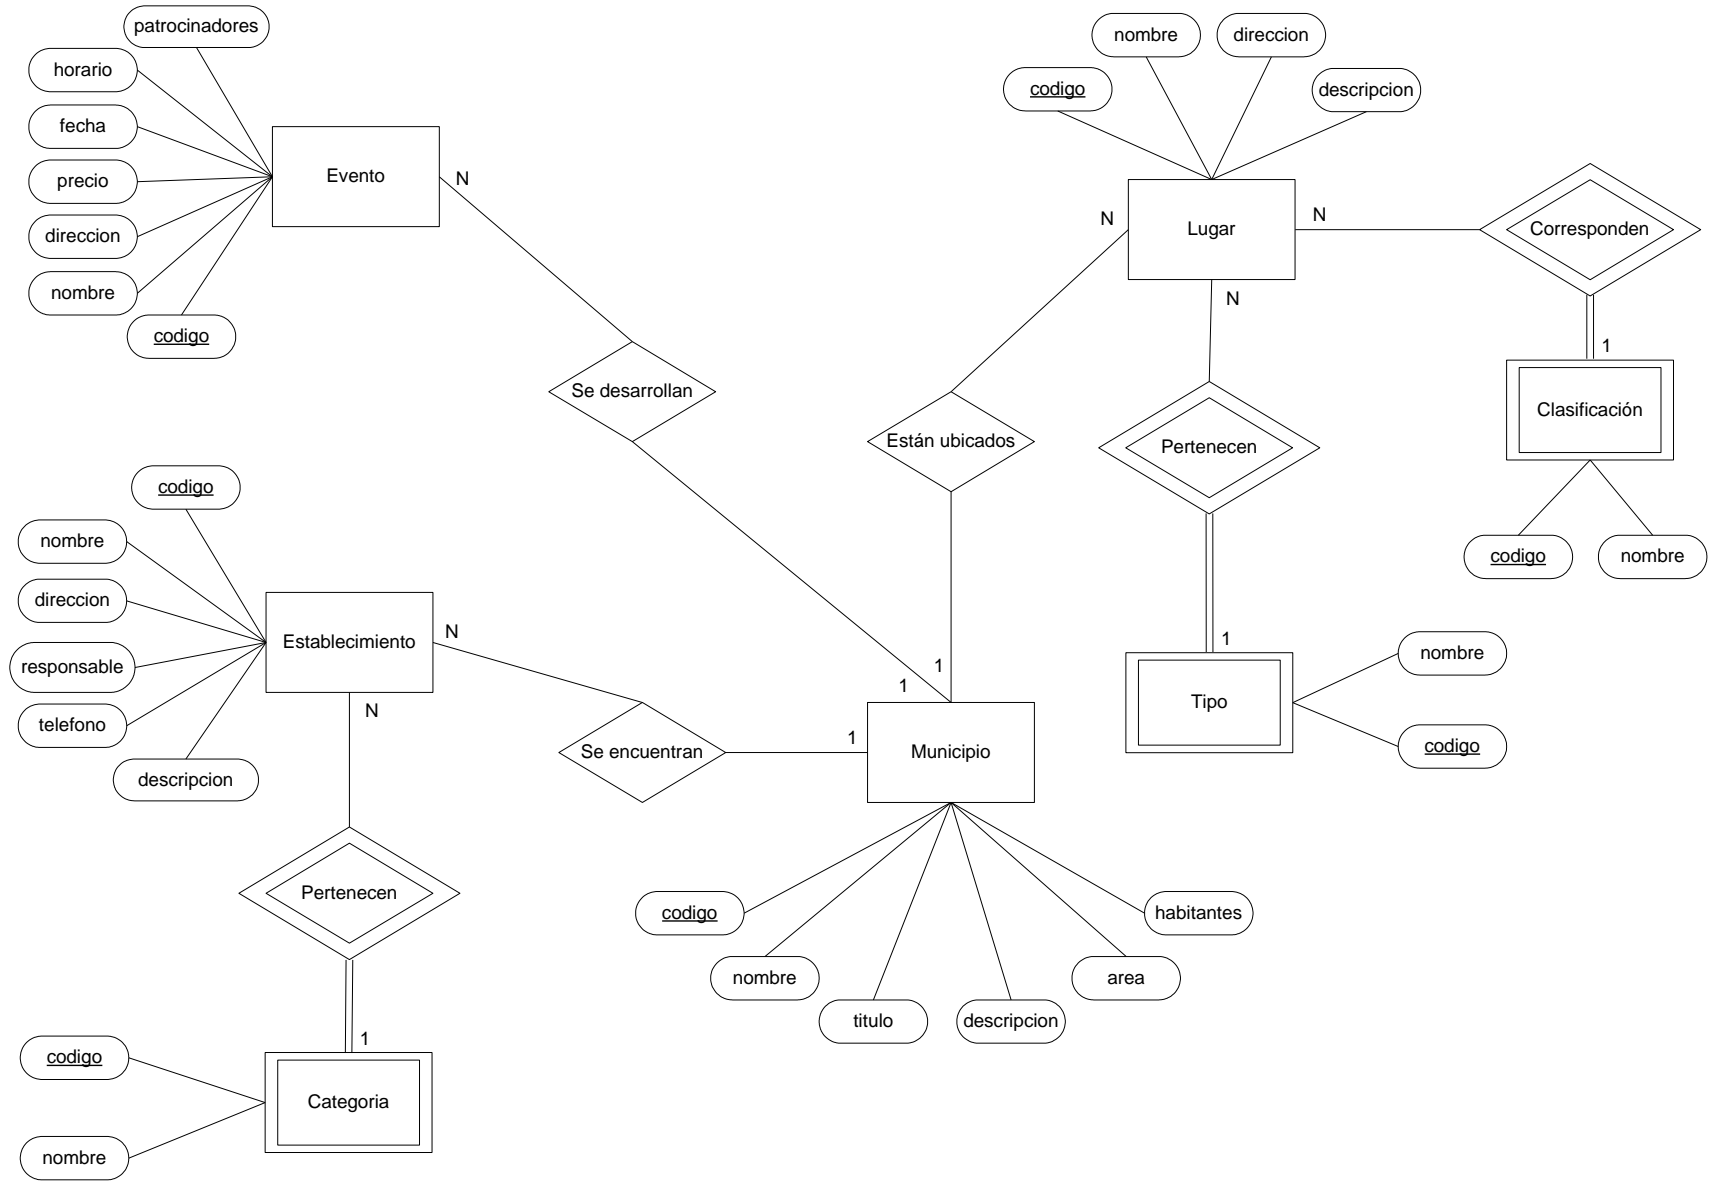 patrocinadores
horario
fecha
precio
direccion
nombre
codigo
Evento
N
Se desarrollan
1
nombre
direccion
codigo
descripcion
Lugar
N
N
N
Corresponden
1
Clasificación
codigo
nombre
Están ubicados
1
Pertenecen
1
Tipo
nombre
codigo
codigo
nombre
direccion
responsable
telefono
descripcion
Establecimiento
N
N
Se encuentran
1
Municipio
codigo
nombre
titulo
descripcion
area
habitantes
Pertenecen
1
Categoria
codigo
nombre